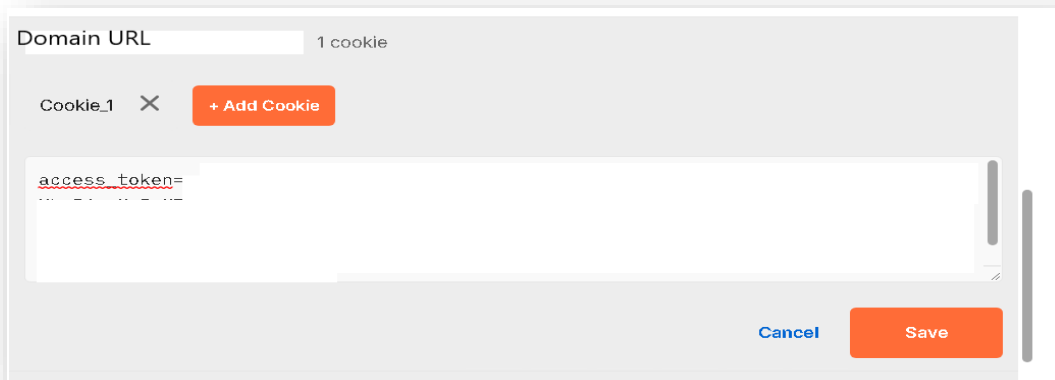 Domain URL
1 cookie
Cookie_1
+ Add Cookie
access_token=
Cancel
Save